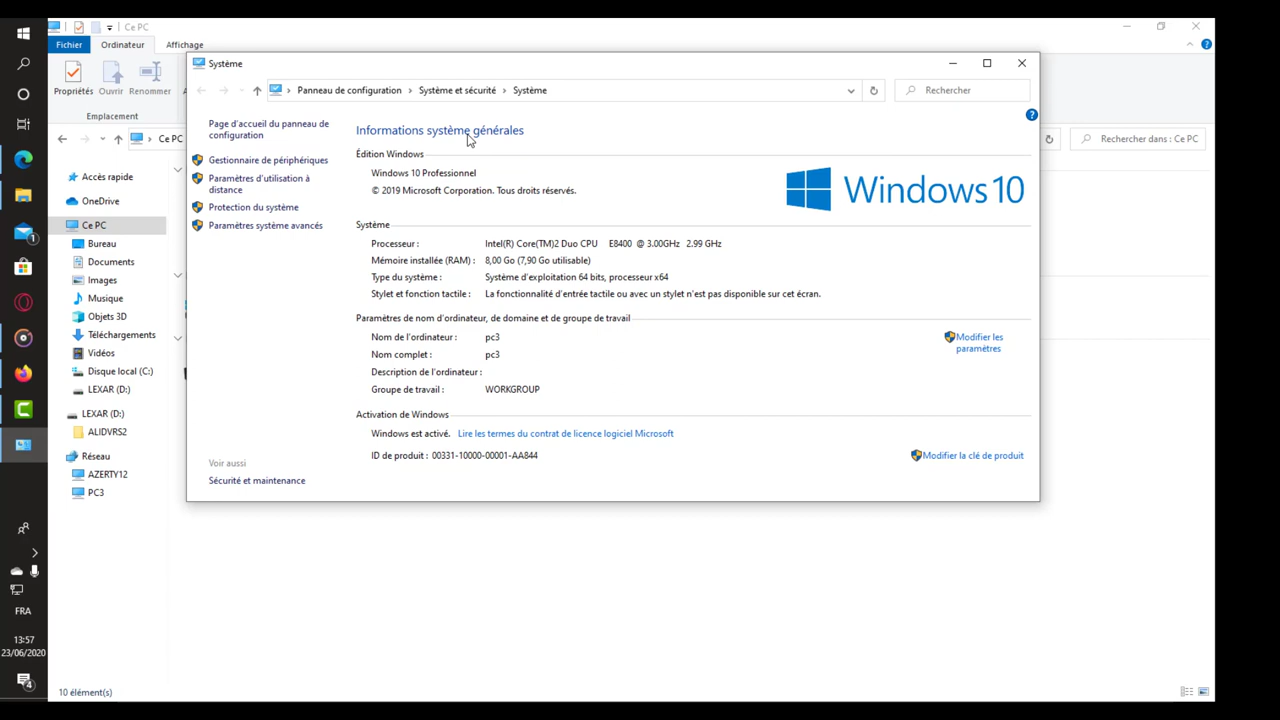 Ce PC
Fichier
Ordinateur
Affichage
Propriétés
Ouvrir
Renommer
Emplacement
Ce PC
Rechercher dans : Ce PC
Accès rapide
OneDrive
Ce PC
Bureau
Documents
Images
Musique
Objets 3D
Téléchargements
Vidéos
Disque local (C:)
LEXAR (D:)
LEXAR (D:)
ALIDVRS2
Réseau
AZERTY12
PC3
10 élément(s)
1
FRA
13:57
23/06/2020
4
Système
Panneau de configuration > Système et sécurité > Système
Rechercher
Page d'accueil du panneau de
configuration
Gestionnaire de périphériques
Paramètres d'utilisation à
distance
Protection du système
Paramètres système avancés
Voir aussi
Sécurité et maintenance
Informations système générales
Édition Windows
Windows 10 Professionnel
© 2019 Microsoft Corporation. Tous droits réservés.
Windows 10
Système
Processeur : Intel(R) Core(TM)2 Duo CPU E8400 @ 3.00GHz 2.99 GHz
Mémoire installée (RAM) : 8,00 Go (7,90 Go utilisable)
Type du système : Système d'exploitation 64 bits, processeur x64
Stylet et fonction tactile : La fonctionnalité d'entrée tactile ou avec un stylet n'est pas disponible sur cet écran.
Paramètres de nom d'ordinateur, de domaine et de groupe de travail
Nom de l'ordinateur : pc3
Modifier les
paramètres
Nom complet : pc3
Description de l'ordinateur :
Groupe de travail : WORKGROUP
Activation de Windows
Windows est activé. Lire les termes du contrat de licence logiciel Microsoft
ID de produit : 00331-10000-00001-AA844
Modifier la clé de produit